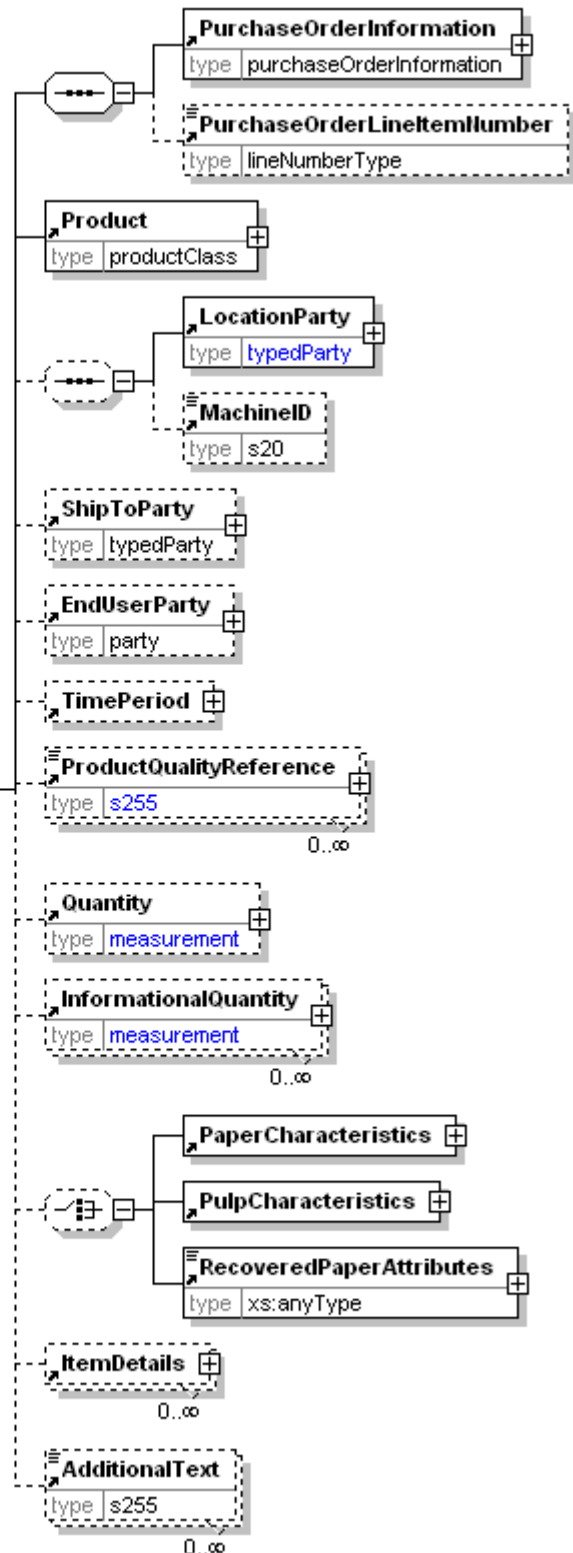 PurchaseOrderInformation
type purchaseOrderInformation
PurchaseOrderLineItemNumber
type lineNumberType
Product
type productClass
LocationParty
type typedParty
MachineID
type s20
ShipToParty
type typedParty
EndUserParty
type party
TimePeriod
ProductQualityReference
type s255
0..∞
Quantity
type measurement
InformationalQuantity
type measurement
0..∞
PaperCharacteristics
PulpCharacteristics
RecoveredPaperAttributes
type xs:anyType
ItemDetails
0..∞
AdditionalText
type s255
0..∞